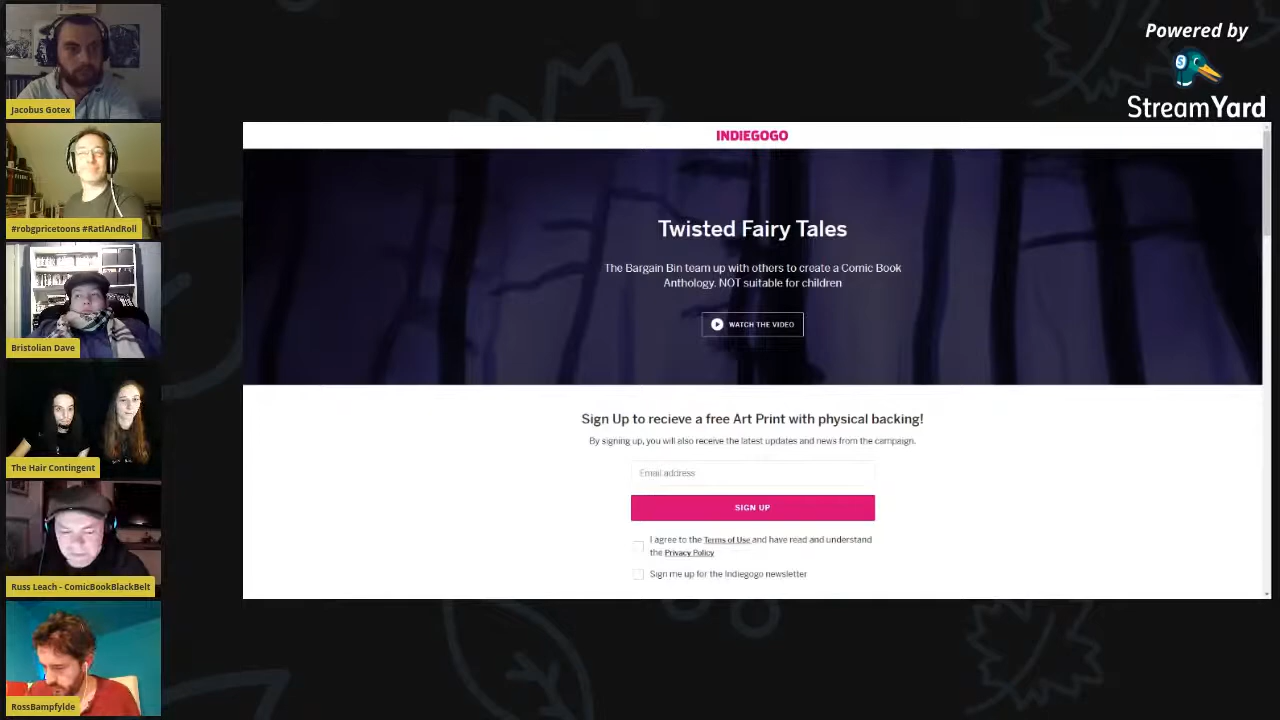 Powered by
StreamYard
Jacobus Gotex
#robgpricetoons #RatlAndRoll
Bristolian Dave
The Hair Contingent
Russ Leach - ComicBookBlackBelt
RossBampfylde
INDIEGOGO
Twisted Fairy Tales
The Bargain Bin team up with others to create a Comic Book
Anthology. NOT suitable for children
WATCH THE VIDEO
Sign Up to recieve a free Art Print with physical backing!
By signing up, you will also receive the latest updates and news from the campaign.
Email address
SIGN UP
I agree to the Terms of Use and have read and understand
the Privacy Policy
Sign me up for the Indiegogo newsletter